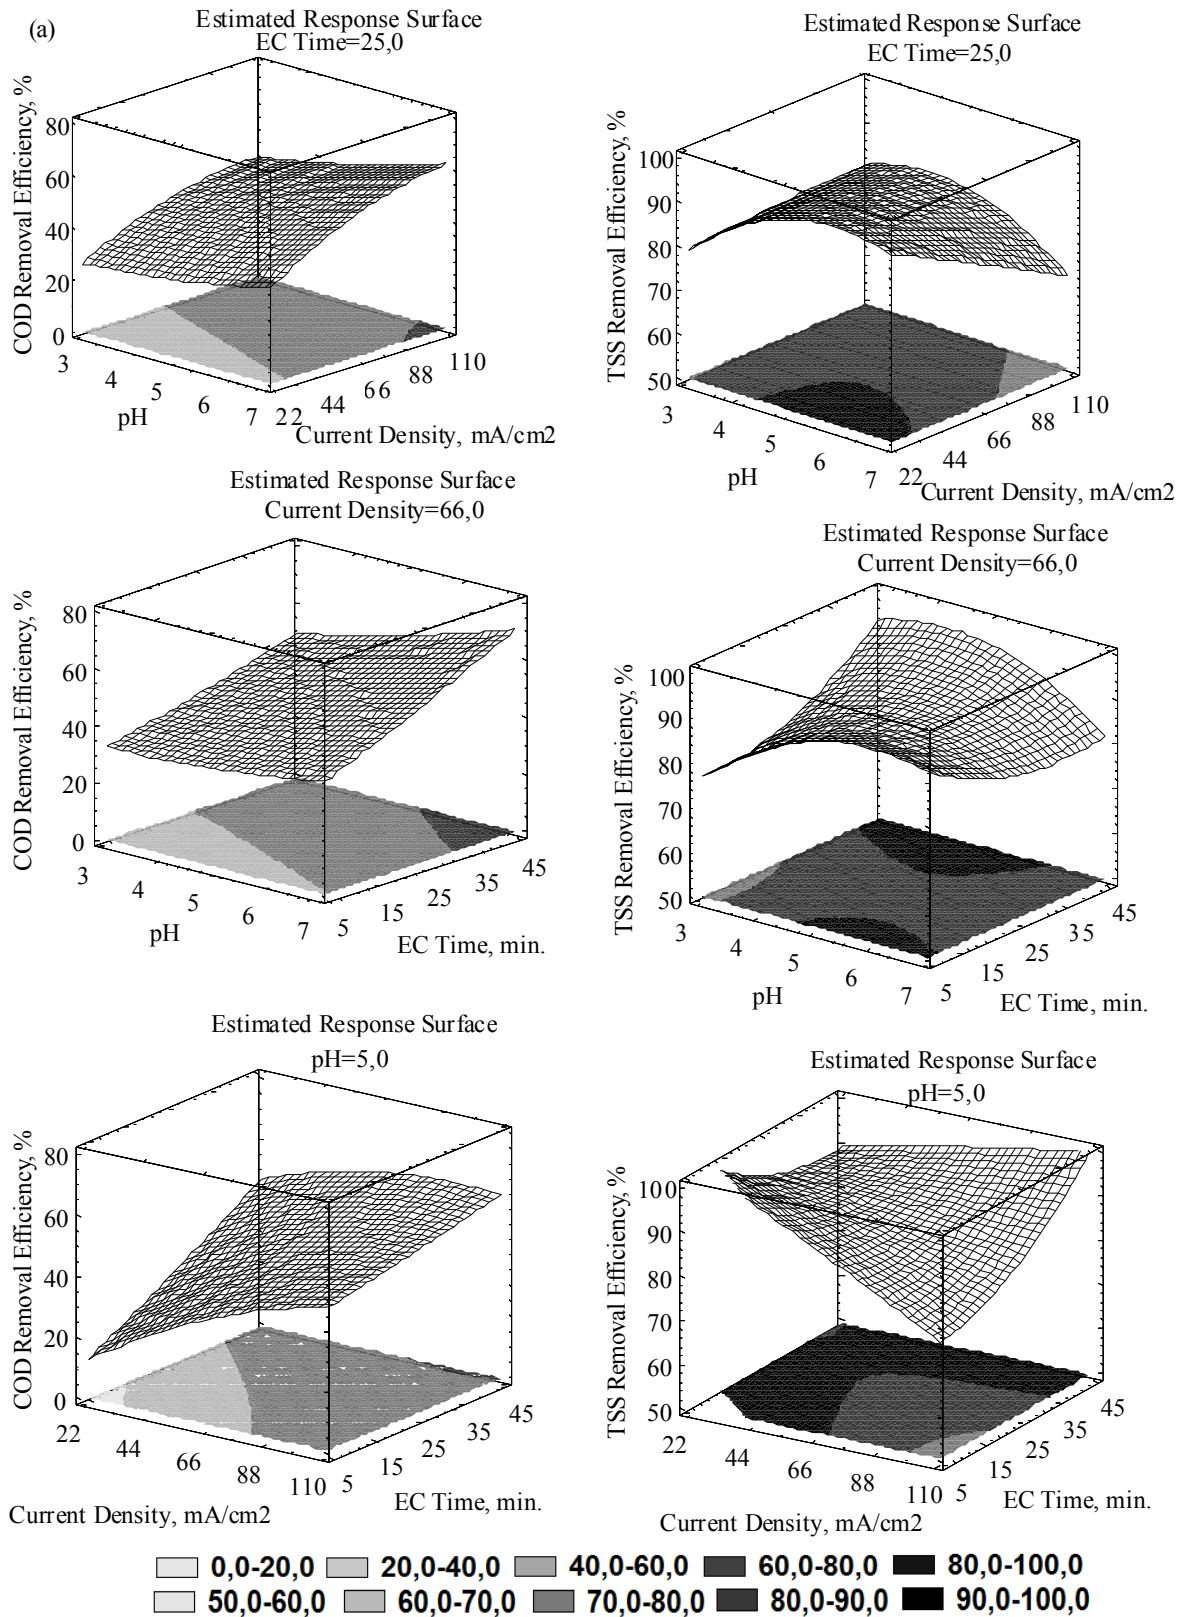 (a)
Estimated Response Surface
EC Time=25,0
COD Removal Efficiency, %
80
60
40
20
0
3
4
5
6
7
pH
22
44
66
88
110
Current Density, mA/cm2
Estimated Response Surface
EC Time=25,0
TSS Removal Efficiency, %
100
90
80
70
60
50
3
4
5
6
7
pH
22
44
66
88
110
Current Density, mA/cm2
Estimated Response Surface
Current Density=66,0
COD Removal Efficiency, %
80
60
40
20
0
3
4
5
6
7
pH
5
15
25
35
45
EC Time, min.
Estimated Response Surface
Current Density=66,0
TSS Removal Efficiency, %
100
90
80
70
60
50
3
4
5
6
7
pH
5
15
25
35
45
EC Time, min.
Estimated Response Surface
pH=5,0
COD Removal Efficiency, %
80
60
40
20
0
22
44
66
88
110
Current Density, mA/cm2
5
15
25
35
45
EC Time, min.
Estimated Response Surface
pH=5,0
TSS Removal Efficiency, %
100
90
80
70
60
50
22
44
66
88
110
Current Density, mA/cm2
5
15
25
35
45
EC Time, min.
0,0-20,0 20,0-40,0 40,0-60,0 60,0-80,0 80,0-100,0
50,0-60,0 60,0-70,0 70,0-80,0 80,0-90,0 90,0-100,0